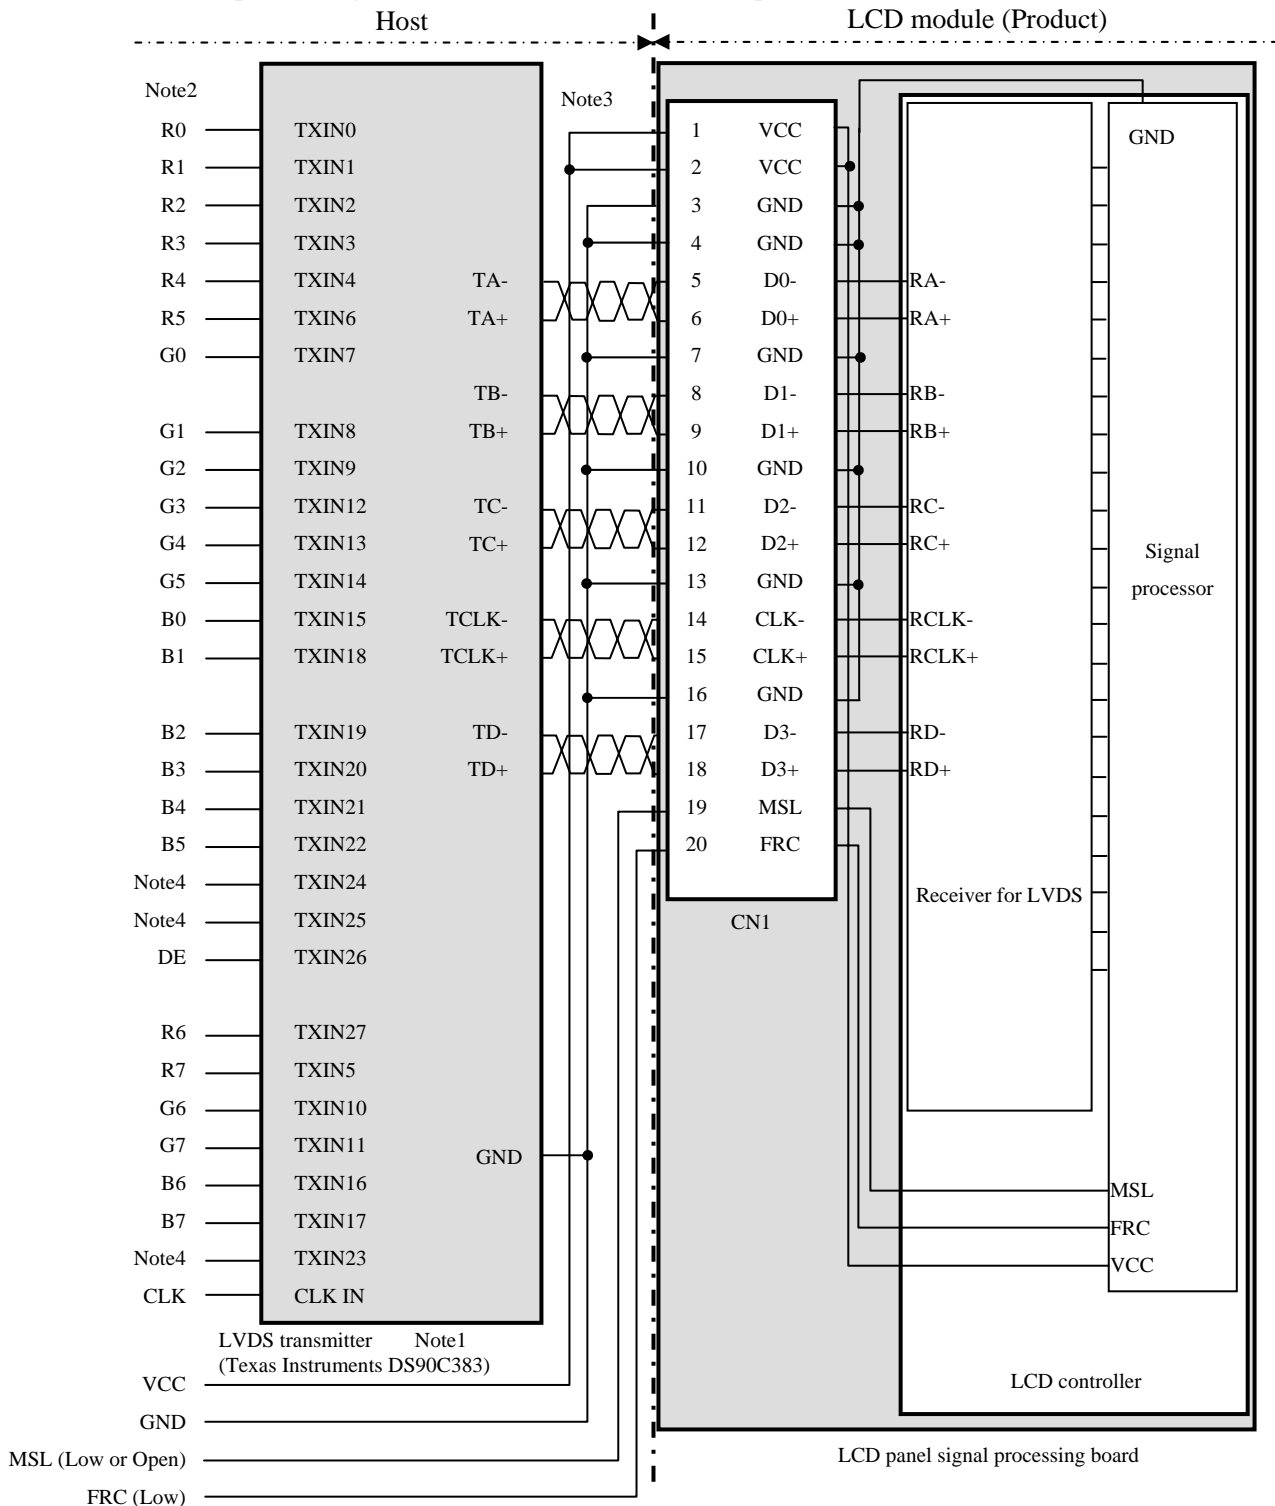 Host
LCD module (Product)
Note2
Note3
R0 TXIN0 1 VCC GND
R1 TXIN1 2 VCC
R2 TXIN2 3 GND
R3 TXIN3 4 GND
R4 TXIN4 TA- 5 D0- RA-
R5 TXIN6 TA+ 6 D0+ RA+
G0 TXIN7 7 GND
TB- 8 D1- RB-
G1 TXIN8 TB+ 9 D1+ RB+
G2 TXIN9 10 GND
G3 TXIN12 TC- 11 D2- RC-
G4 TXIN13 TC+ 12 D2+ RC+
Signal
processor
G5 TXIN14 13 GND
B0 TXIN15 TCLK- 14 CLK- RCLK-
B1 TXIN18 TCLK+ 15 CLK+ RCLK+
16 GND
B2 TXIN19 TD- 17 D3- RD-
B3 TXIN20 TD+ 18 D3+ RD+
B4 TXIN21 19 MSL
B5 TXIN22 20 FRC
Note4 TXIN24
Receiver for LVDS
Note4 TXIN25
CN1
DE TXIN26
R6 TXIN27
R7 TXIN5
G6 TXIN10
G7 TXIN11 GND
B6 TXIN16 MSL
B7 TXIN17 FRC
Note4 TXIN23 VCC
CLK CLK IN
LVDS transmitter Note1
(Texas Instruments DS90C383)
VCC
LCD controller
GND
MSL (Low or Open)
LCD panel signal processing board
FRC (Low)